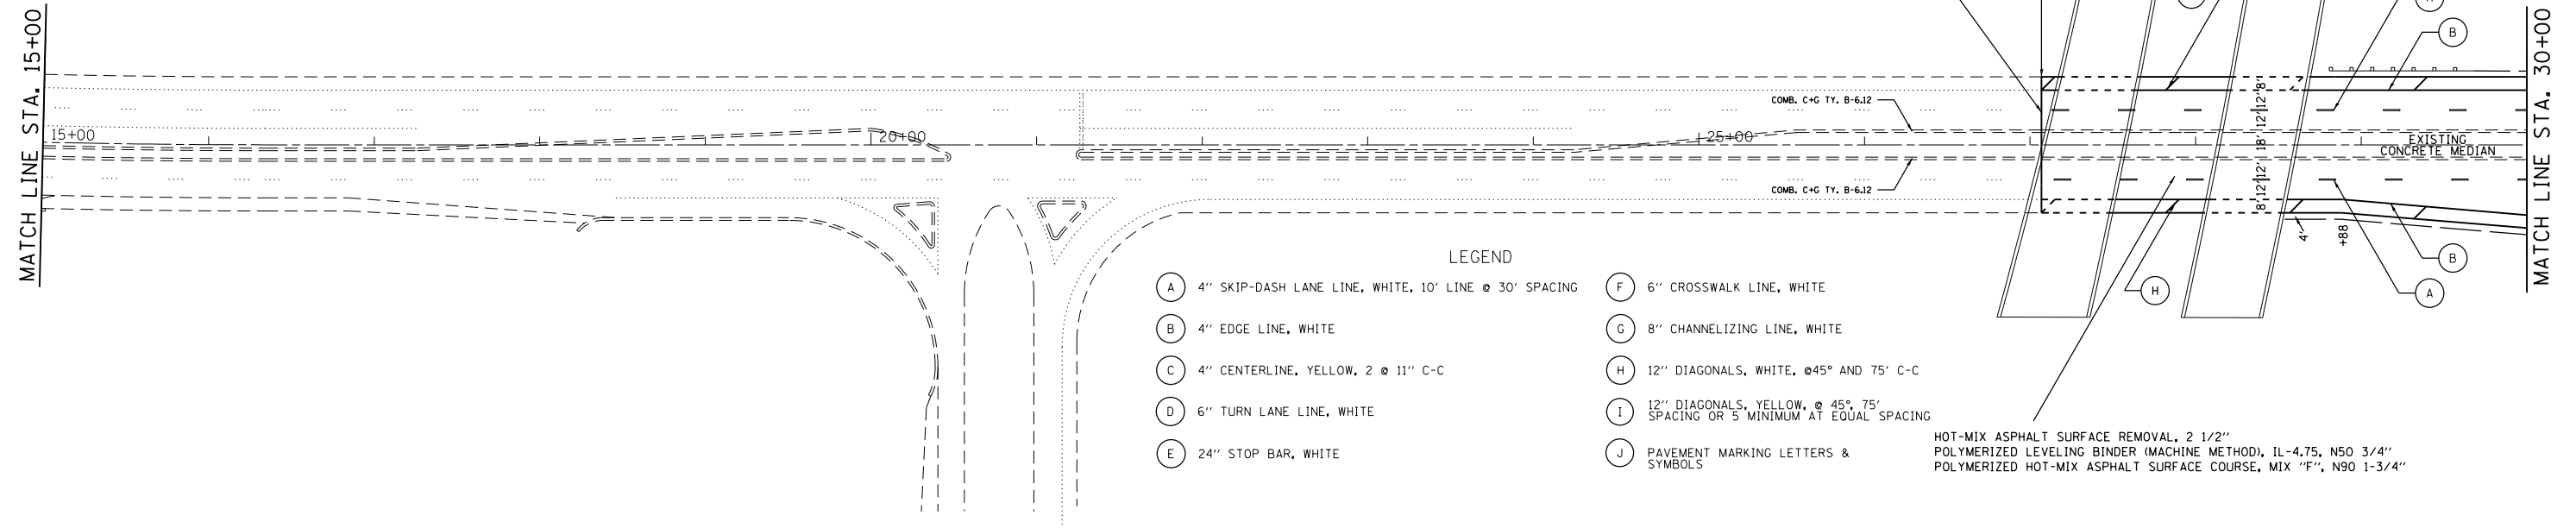 MATCH LINE STA. 15+00
15+00
20+00
25+00
COMB. C+G TY. B-6.12
COMB. C+G TY. B-6.12
8' 12' 12' 18' 12' 12' 8'
EXISTING
CONCRETE MEDIAN
B
4'
+88
B
A
H
MATCH LINE STA. 30+00
LEGEND
A 4" SKIP-DASH LANE LINE, WHITE, 10' LINE @ 30' SPACING
B 4" EDGE LINE, WHITE
C 4" CENTERLINE, YELLOW, 2 @ 11" C-C
D 6" TURN LANE LINE, WHITE
E 24" STOP BAR, WHITE
F 6" CROSSWALK LINE, WHITE
G 8" CHANNELIZING LINE, WHITE
H 12" DIAGONALS, WHITE, @45° AND 75' C-C
I 12" DIAGONALS, YELLOW, @ 45°, 75'
SPACING OR 5 MINIMUM AT EQUAL SPACING
J PAVEMENT MARKING LETTERS &
SYMBOLS
HOT-MIX ASPHALT SURFACE REMOVAL, 2 1/2"
POLYMERIZED LEVELING BINDER (MACHINE METHOD), IL-4.75, N50 3/4"
POLYMERIZED HOT-MIX ASPHALT SURFACE COURSE, MIX "F", N90 1-3/4"